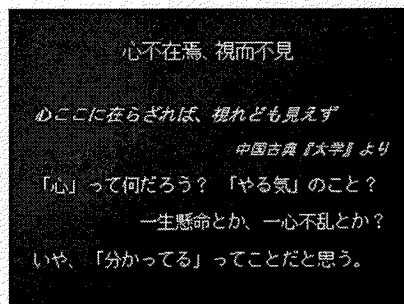 心不在焉、視而不見
心ここに在らざれば、視れども見えず
中国古典『大学』より
「心」って何だろう？ 「やる気」のこと？
一生懸命とか、一心不乱とか？
いや、「分かってる」ってことだと思う。